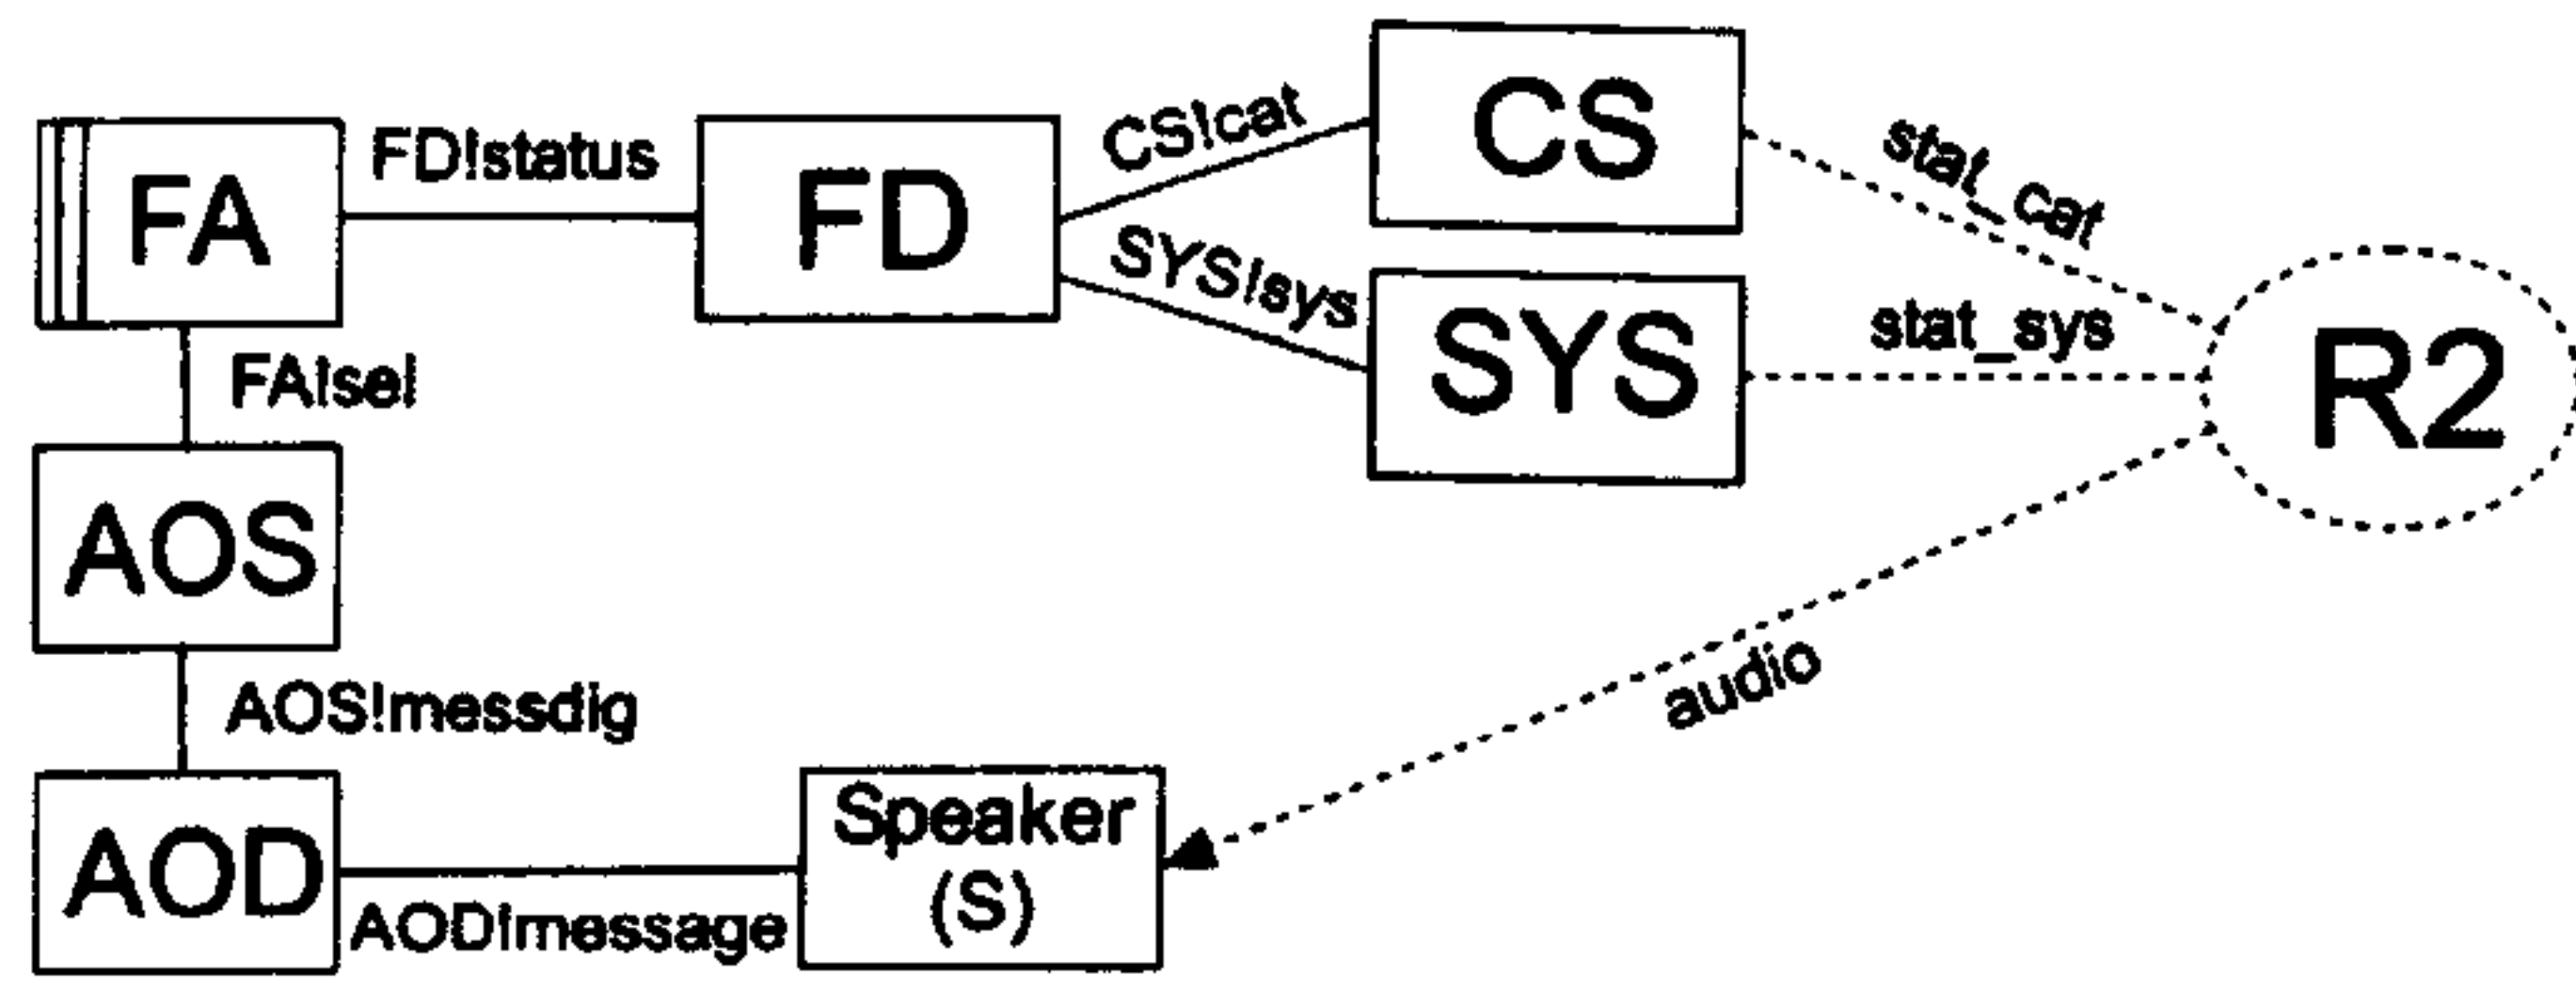 CS
CS!cat
stat_cat
FA
FD!status
FD
SYS!sys
SYS
stat_sys
R2
FA!sel
AOS
audio
AOS!messdig
AOD
AOD!message
Speaker
(S)